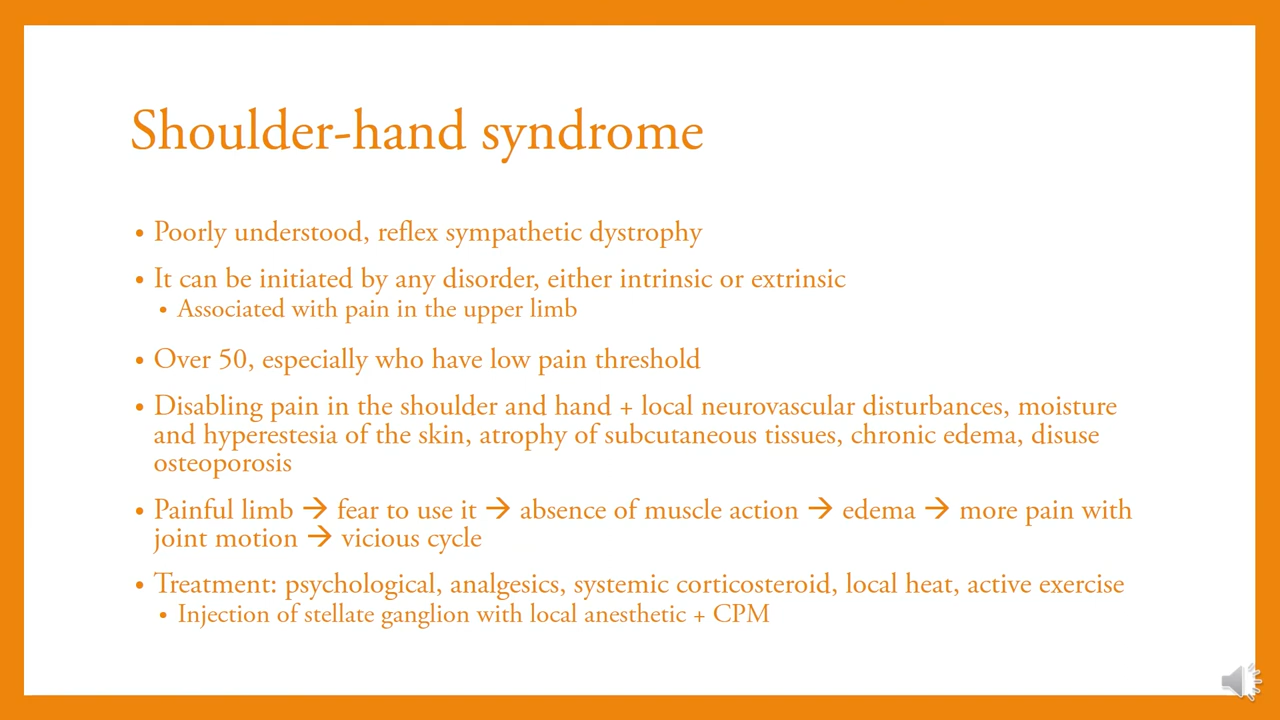 Shoulder-hand syndrome
• Poorly understood, reflex sympathetic dystrophy
• It can be initiated by any disorder, either intrinsic or extrinsic
• Associated with pain in the upper limb
• Over 50, especially who have low pain threshold
• Disabling pain in the shoulder and hand + local neurovascular disturbances, moisture
and hyperestesia of the skin, atrophy of subcutaneous tissues, chronic edema, disuse
osteoporosis
• Painful limb → fear to use it → absence of muscle action → edema → more pain with
joint motion → vicious cycle
• Treatment: psychological, analgesics, systemic corticosteroid, local heat, active exercise
• Injection of stellate ganglion with local anesthetic + CPM